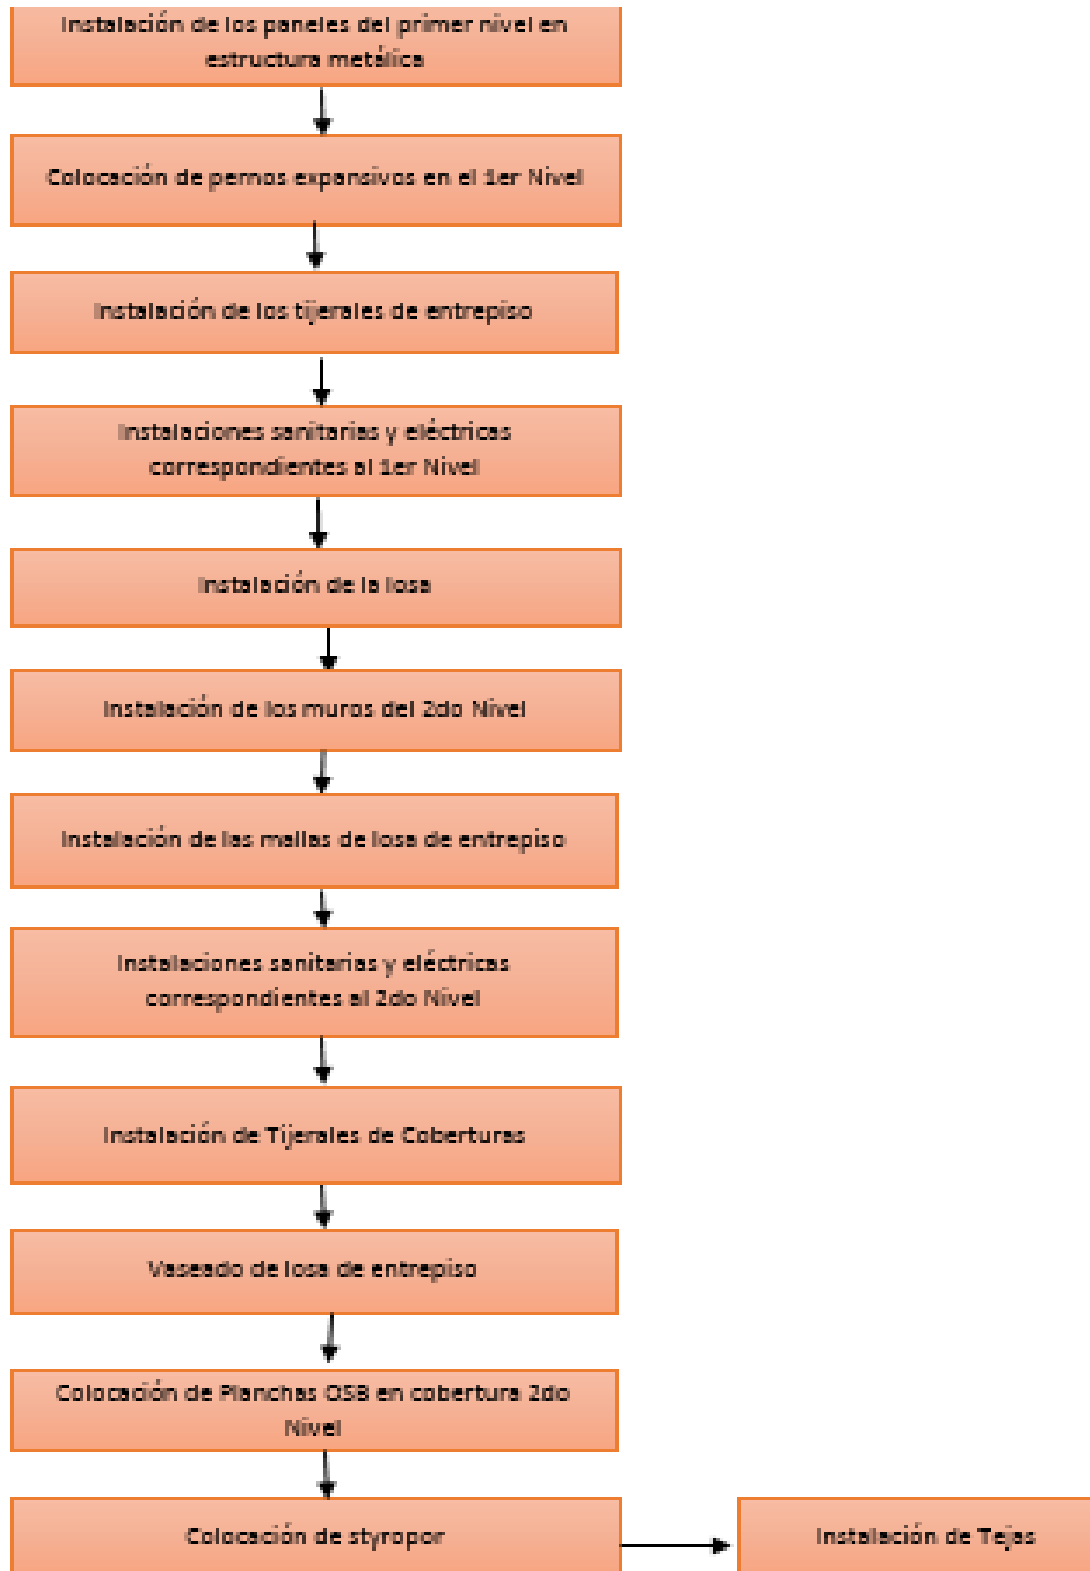 Instalación de los paneles del primer nivel en
estructura metálica
Colocación de pernos expansivos en el 1er Nivel
Instalación de los tijerales de entrepiso
Instalaciones sanitarias y eléctricas
correspondientes al 1er Nivel
Instalación de la losa
Instalación de los muros del 2do Nivel
Instalación de las mallas de losa de entrepiso
Instalaciones sanitarias y eléctricas
correspondientes al 2do Nivel
Instalación de Tijerales de Coberturas
Vaseado de losa de entrepiso
Colocación de Planchas OSB en cobertura 2do
Nivel
Colocación de styropor
Instalación de Tejas